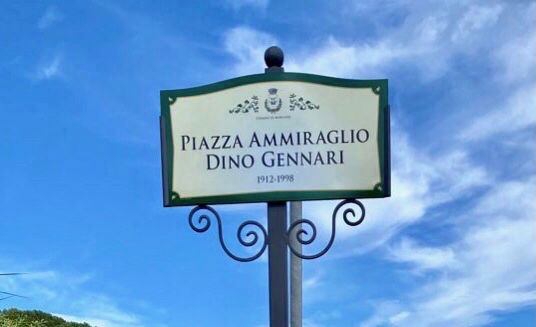 PIAZZA AMMIRAGLIO
DINO GENNARI
1912-1998